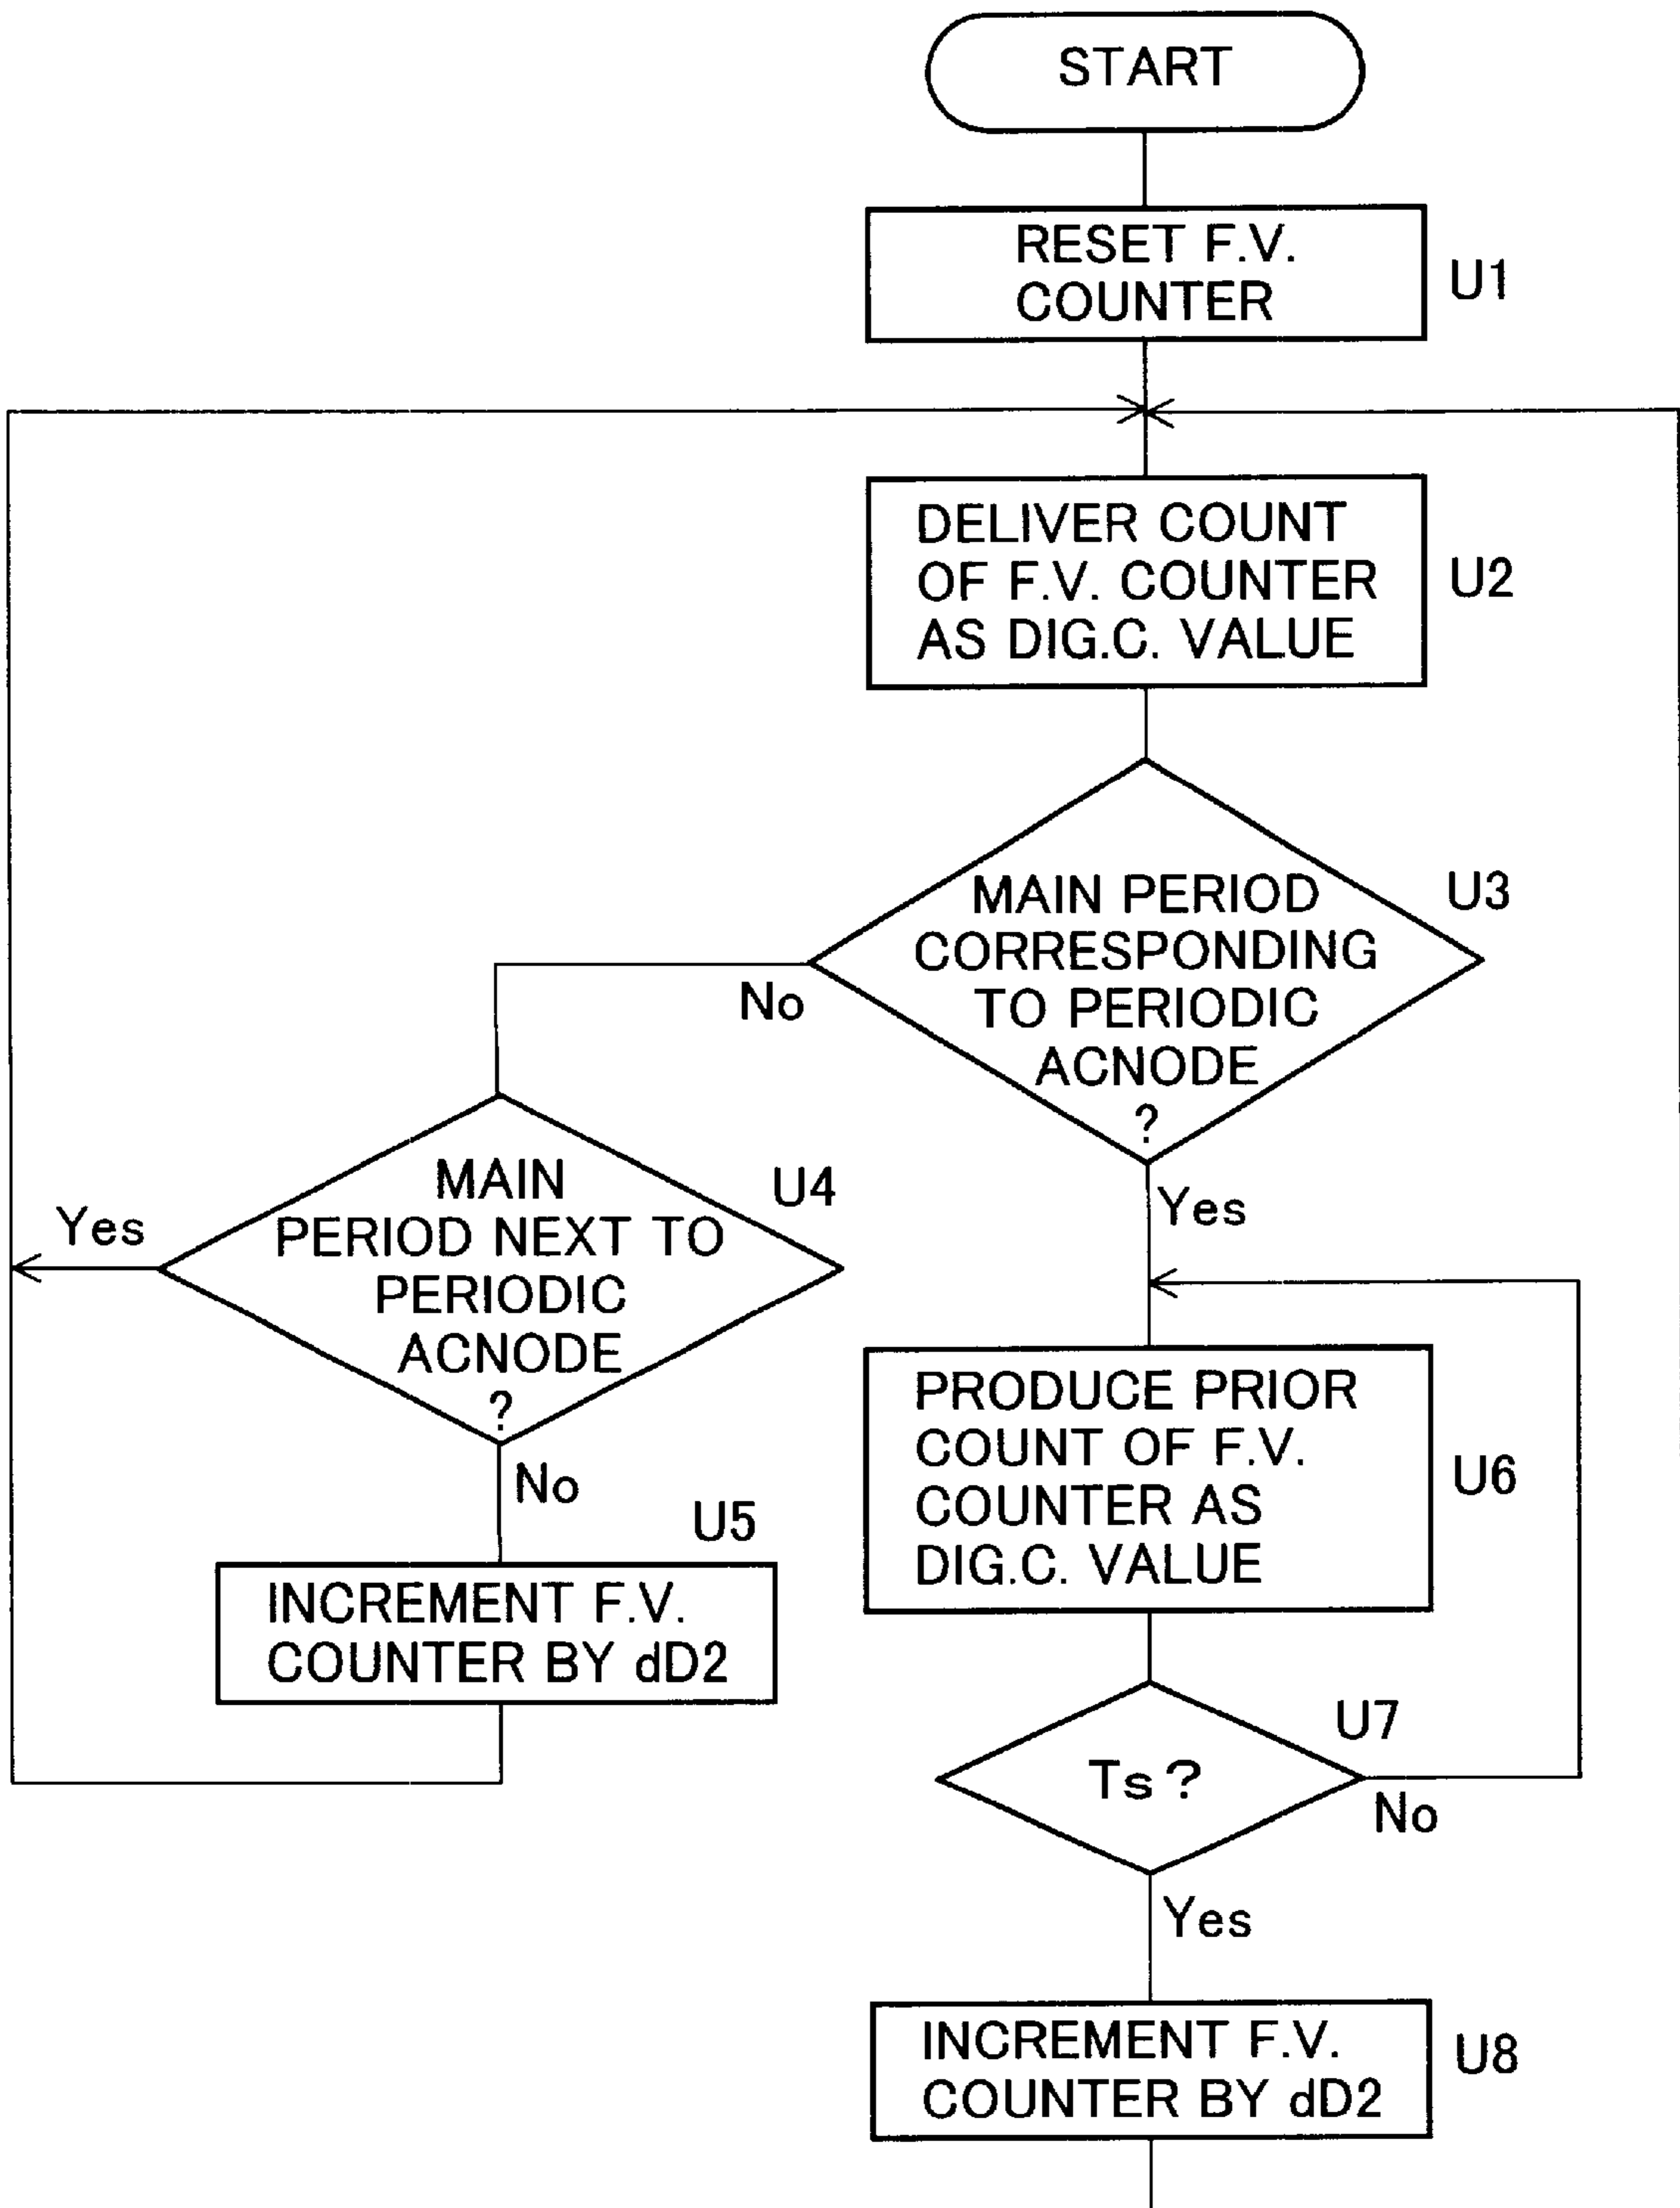 START
RESET F.V.
COUNTER
U1
DELIVER COUNT
OF F.V. COUNTER
AS DIG.C. VALUE
U2
MAIN PERIOD
CORRESPONDING
TO PERIODIC
ACNODE
?
U3
No
Yes
MAIN
PERIOD NEXT TO
PERIODIC
ACNODE
?
U4
Yes
No
U5
INCREMENT F.V.
COUNTER BY dD2
PRODUCE PRIOR
COUNT OF F.V.
COUNTER AS
DIG.C. VALUE
U6
Ts ?
U7
No
Yes
INCREMENT F.V.
COUNTER BY dD2
U8